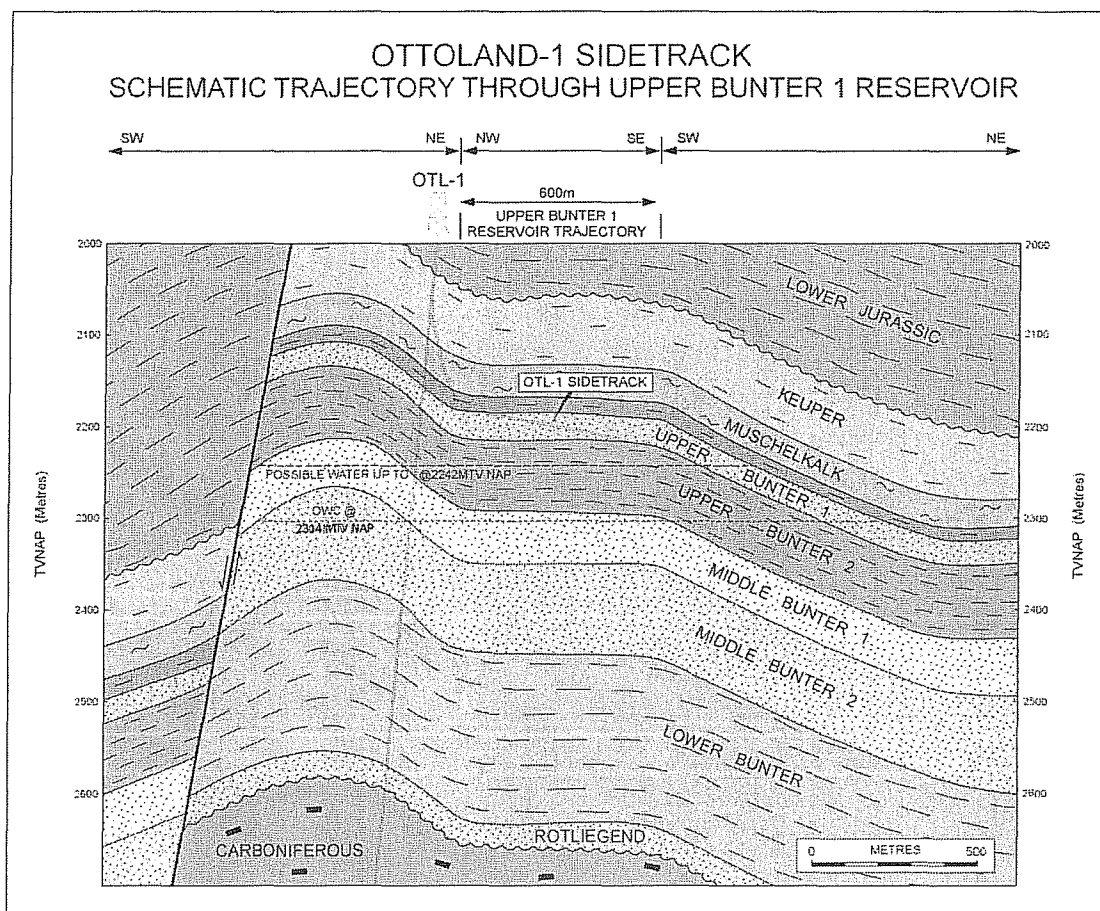 OTTOLAND-1 SIDETRACK
SCHEMATIC TRAJECTORY THROUGH UPPER BUNTER 1 RESERVOIR
SW NE NW SE SW NE
OTL-1
600m
UPPER BUNTER 1
RESERVOIR TRAJECTORY
2000 2000
LOWER JURASSIC
2100 2100
OTL-1 SIDETRACK
KEUPER
MUSCHELKALK
2200 2200
UPPER BUNTER 1
POSSIBLE WATER UP TO @2242MTV NAP
UPPER BUNTER 2
OWC @
MTV NAP
2300 2300
TVNAP (Metres) TVNAP (Metres)
MIDDLE BUNTER 1
2400 2400
MIDDLE BUNTER 2
2500 2500
LOWER BUNTER
2600 2600
ROTLIEGEND
CARBONIFEROUS
METRES
0 500